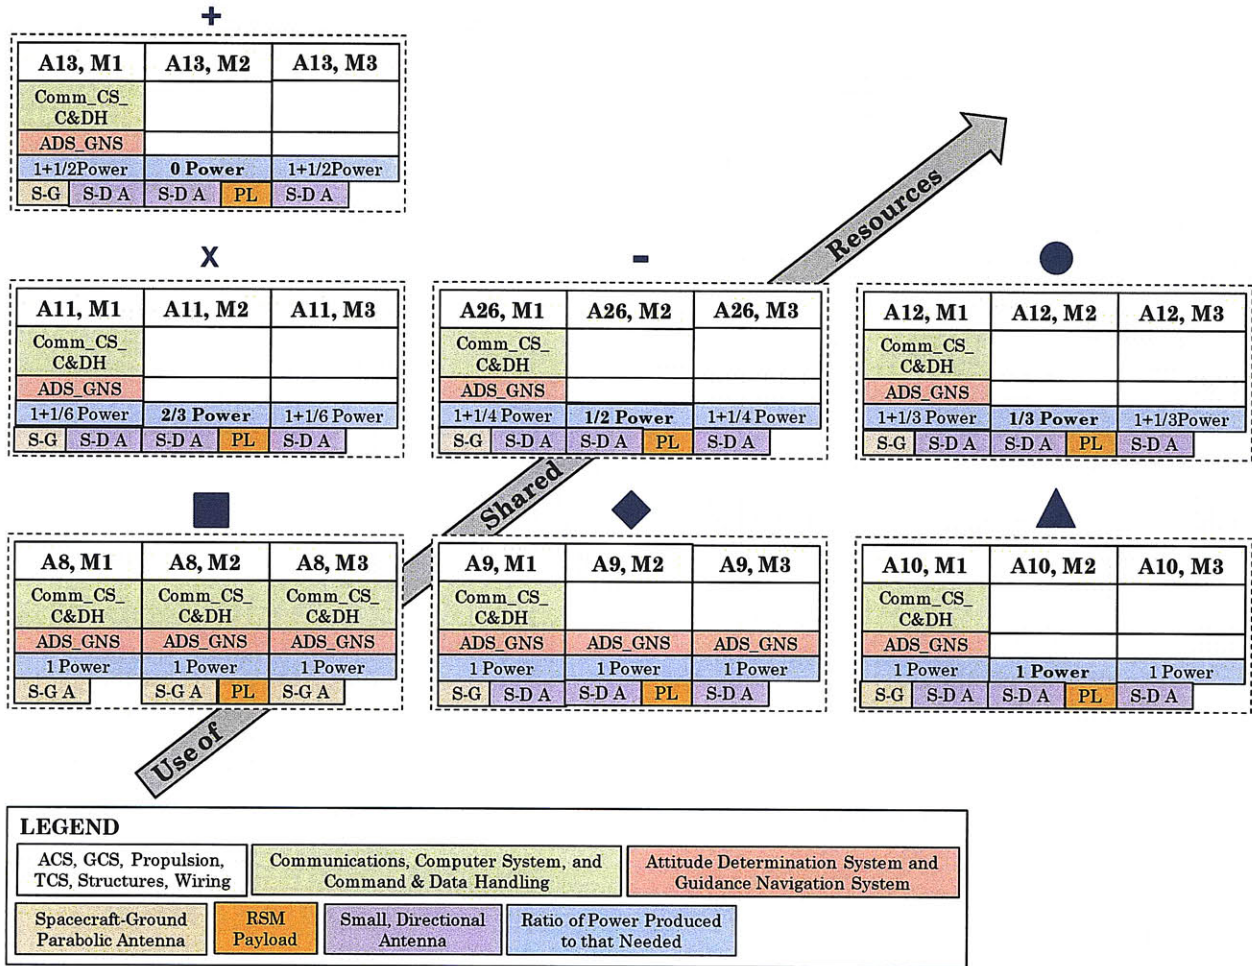 +
A13, M1 A13, M2 A13, M3
Comm_CS_
C&DH
ADS_GNS
1+1/2Power 0 Power 1+1/2Power
S-G S-D A S-D A PL S-D A
Resources
X - 
A11, M1 A11, M2 A11, M3 A26, M1 A26, M2 A26, M3 A12, M1 A12, M2 A12, M3
Comm_CS_ Comm_CS_ Comm_CS_
C&DH C&DH C&DH
ADS_GNS ADS_GNS ADS_GNS
1+1/6 Power 2/3 Power 1+1/6 Power 1+1/4 Power 1/2 Power 1+1/4 Power 1+1/3 Power 1/3 Power 1+1/3Power
S-G S-D A S-D A PL S-D A S-G S-D A S-D A PL S-D A S-G S-D A S-D A PL S-D A
Shared
A8, M1 A8, M2 A8, M3 A9, M1 A9, M2 A9, M3 A10, M1 A10, M2 A10, M3
Comm_CS_ Comm_CS_ Comm_CS_ Comm_CS_ Comm_CS_
C&DH C&DH C&DH C&DH C&DH
ADS_GNS ADS_GNS ADS_GNS ADS_GNS ADS_GNS ADS_GNS ADS_GNS
1 Power 1 Power 1 Power 1 Power 1 Power 1 Power 1 Power 1 Power 1 Power
S-G A S-G A PL S-G A S-G S-D A S-D A PL S-D A S-G S-D A S-D A PL S-D A
Use of
LEGEND
ACS, GCS, Propulsion, Communications, Computer System, and Attitude Determination System and
TCS, Structures, Wiring Command & Data Handling Guidance Navigation System
Spacecraft-Ground RSM Small, Directional Ratio of Power Produced
Parabolic Antenna Payload Antenna to that Needed